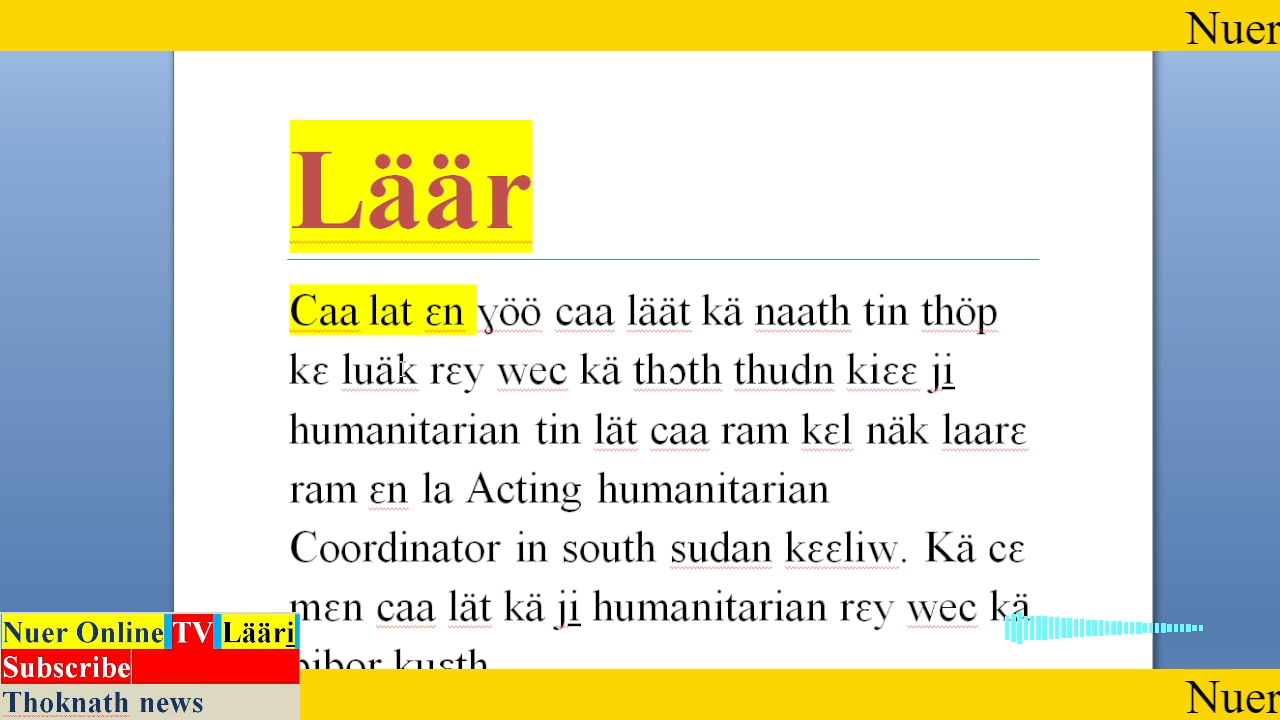 Nuer
Läär
Caa lat ɛn ɣöö caa läät kä naath tin thöp
kɛ luäk rɛy wec kä thɔth thudn kiɛɛ ji̱
humanitarian tin lät caa ram kɛl näk laarɛ
ram ɛn la Acting humanitarian
Coordinator in south sudan kɛɛliw. Kä cɛ
mɛn caa lät kä ji̱ humanitarian rɛy wec kä
Nuer Online TV Lääri̱
Subscribe
Thoknath news
Nuer